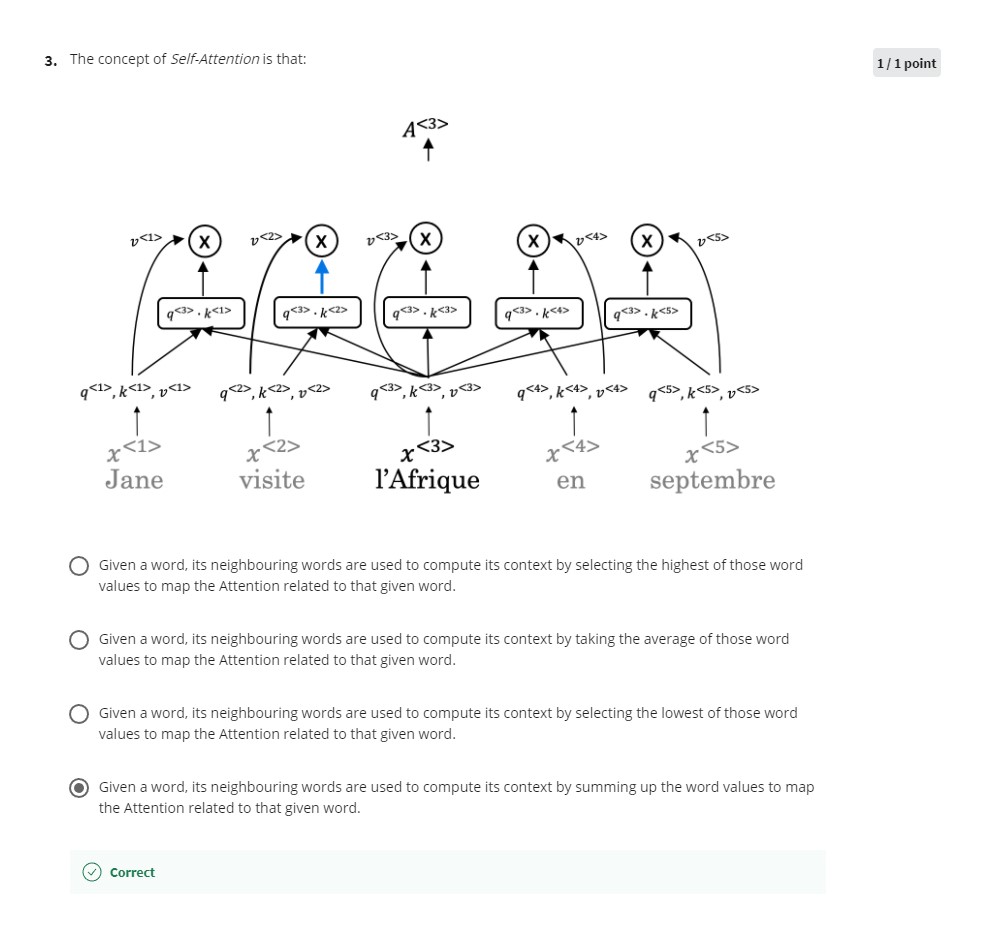 3. The concept of Self-Attention is that:
1 / 1 point
A<3>
v<1> X v<2> X v<3> X X v<4> X v<5>
q<3> . k<1> q<3> . k<2> q<3> . k<3> q<3> . k<4> q<3> . k<5>
q<1>, k<1>, v<1> q<2>, k<2>, v<2> q<3>, k<3>, v<3> q<4>, k<4>, v<4> q<5>, k<5>, v<5>
x<1> x<2> x<3> x<4> x<5>
Jane visite l'Afrique en septembre
Given a word, its neighbouring words are used to compute its context by selecting the highest of those word
values to map the Attention related to that given word.
Given a word, its neighbouring words are used to compute its context by taking the average of those word
values to map the Attention related to that given word.
Given a word, its neighbouring words are used to compute its context by selecting the lowest of those word
values to map the Attention related to that given word.
Given a word, its neighbouring words are used to compute its context by summing up the word values to map
the Attention related to that given word.
Correct